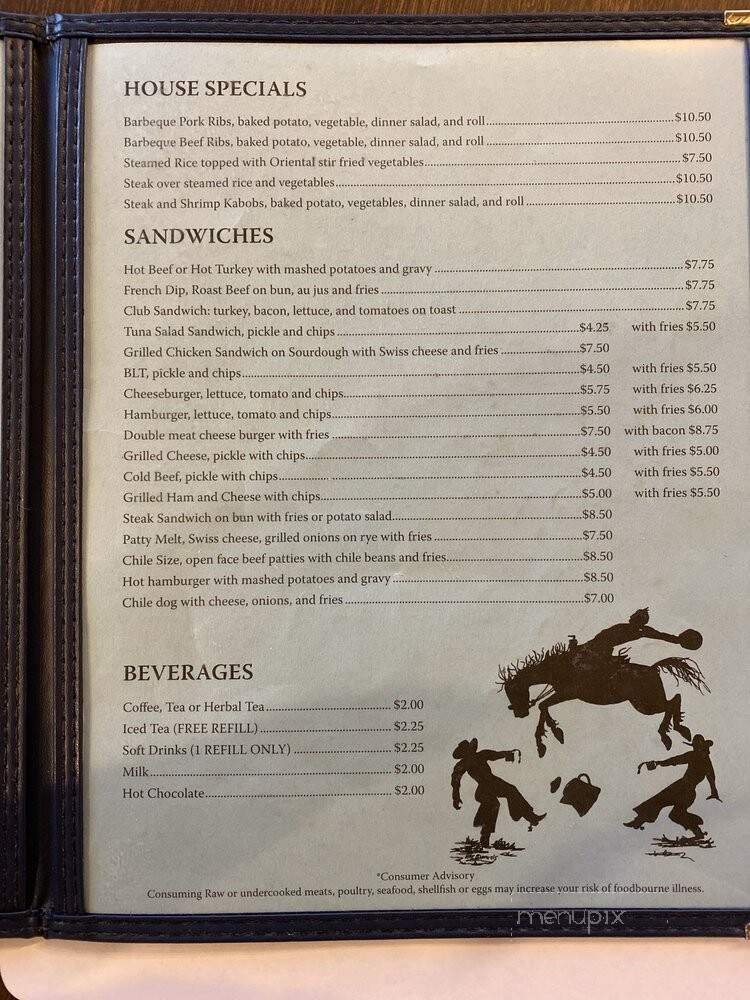 HOUSE SPECIALS
Barbeque Pork Ribs, baked potato, vegetable, dinner salad, and roll $10.50
Barbeque Beef Ribs, baked potato, vegetable, dinner salad, and roll $10.50
Steamed Rice topped with Oriental stir fried vegetables $7.50
Steak over steamed rice and vegetables $10.50
Steak and Shrimp Kabobs, baked potato, vegetables, dinner salad, and roll $10.50
SANDWICHES
Hot Beef or Hot Turkey with mashed potatoes and gravy $7.75
French Dip, Roast Beef on bun, au jus and fries $7.75
Club Sandwich: turkey, bacon, lettuce, and tomatoes on toast $7.75
Tuna Salad Sandwich, pickle and chips $4.25 with fries $5.50
Grilled Chicken Sandwich on Sourdough with Swiss cheese and fries $7.50
BLT, pickle and chips $4.50 with fries $5.50
Cheeseburger, lettuce, tomato and chips $5.75 with fries $6.25
Hamburger, lettuce, tomato and chips $5.50 with fries $6.00
Double meat cheese burger with fries $7.50 with bacon $8.75
Grilled Cheese, pickle with chips $4.50 with fries $5.00
Cold Beef, pickle with chips $4.50 with fries $5.50
Grilled Ham and Cheese with chips $5.00 with fries $5.50
Steak Sandwich on bun with fries or potato salad $8.50
Patty Melt, Swiss cheese, grilled onions on rye with fries $7.50
Chile Size, open face beef patties with chile beans and fries $8.50
Hot hamburger with mashed potatoes and gravy $8.50
Chile dog with cheese, onions, and fries $7.00
BEVERAGES
Coffee, Tea or Herbal Tea $2.00
Iced Tea (FREE REFILL) $2.25
Soft Drinks (1 REFILL ONLY) $2.25
Milk $2.00
Hot Chocolate $2.00
*Consumer Advisory
Consuming Raw or undercooked meats, poultry, seafood, shellfish or eggs may increase your risk of foodbourne illness.
menupix